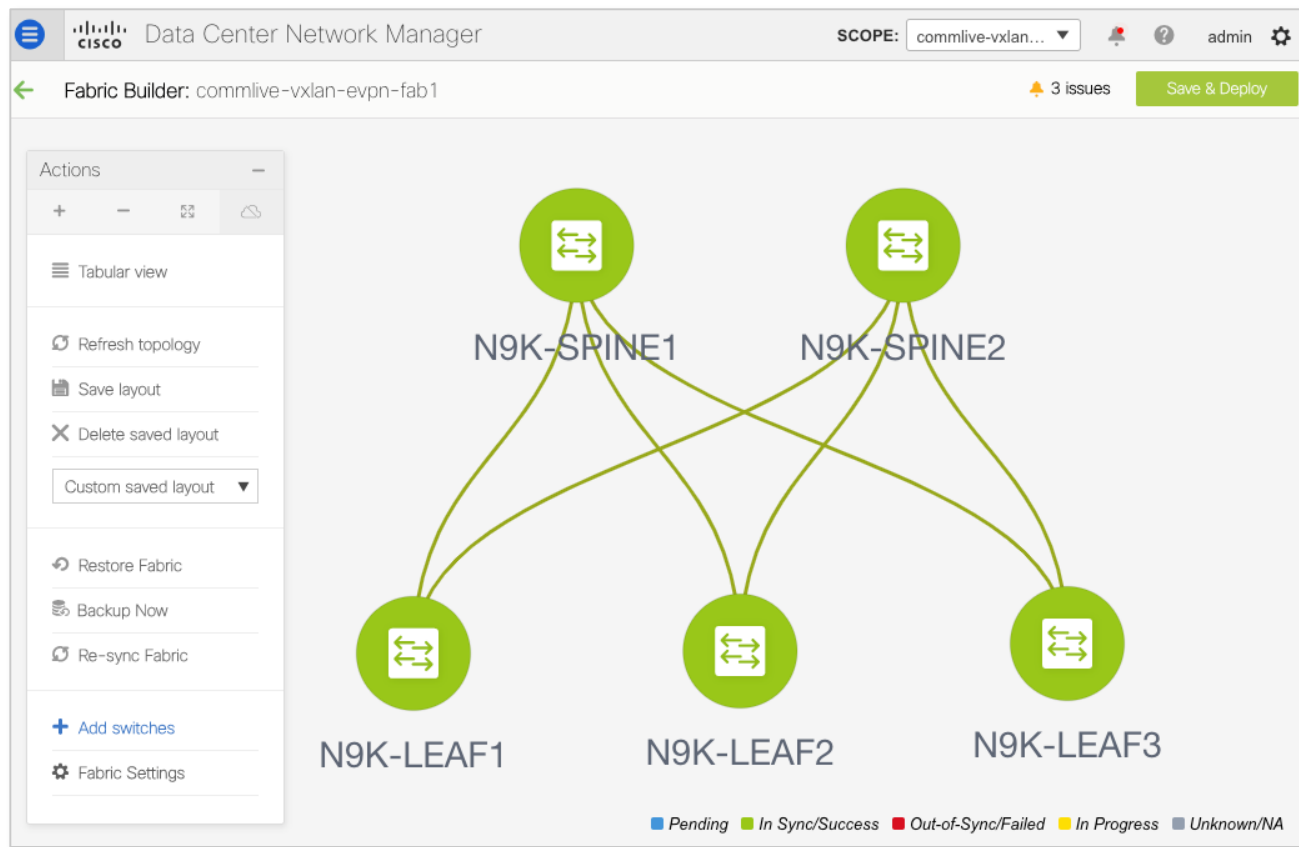 cisco Data Center Network Manager SCOPE: commlive-vxlan... admin
Fabric Builder: commlive-vxlan-evpn-fab1 3 issues Save & Deploy
Actions
Tabular view
Refresh topology
Save layout
Delete saved layout
Custom saved layout
Restore Fabric
Backup Now
Re-sync Fabric
Add switches
Fabric Settings
N9K-SPINE1 N9K-SPINE2
N9K-LEAF1 N9K-LEAF2 N9K-LEAF3
Pending In Sync/Success Out-of-Sync/Failed In Progress Unknown/NA